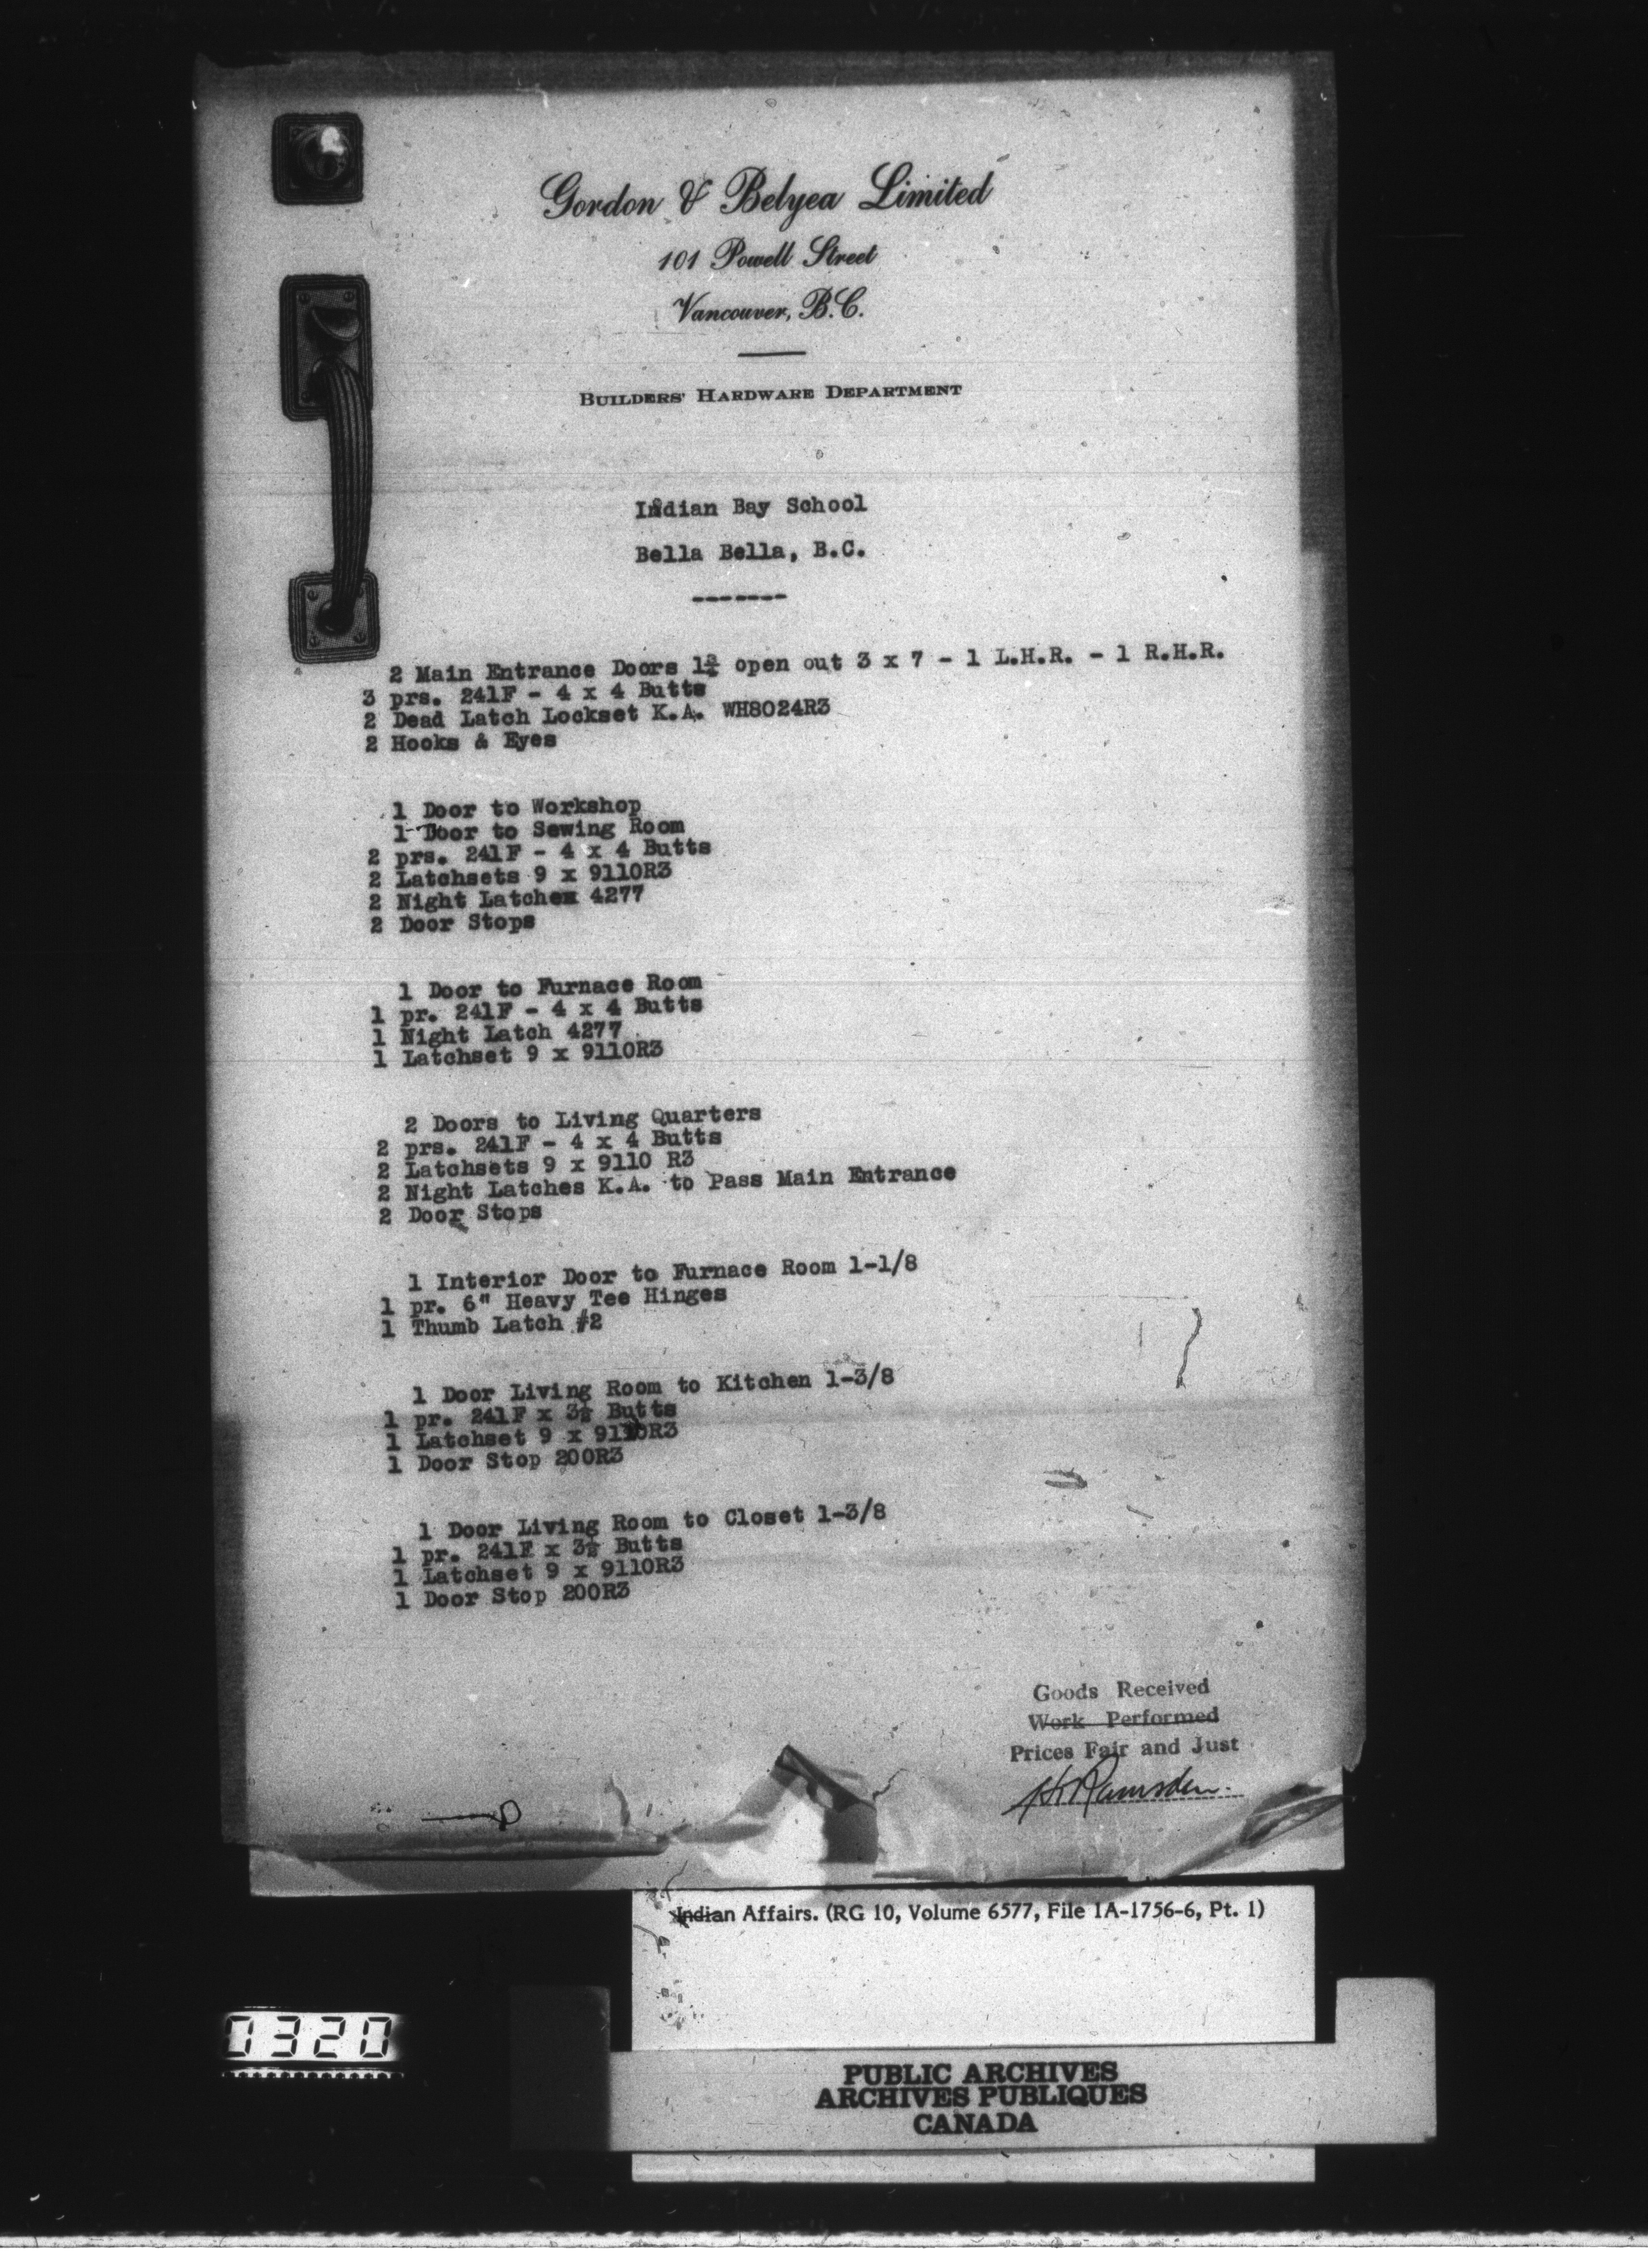 Gordon & Belyea Limited
101 Powell Street
Vancouver, B.C.
BUILDERS' HARDWARE DEPARTMENT
Indian Bay School
Bella Bella, B.C.
-------
2 Main Entrance Doors 1¾ open out 3 x 7 - 1 L.H.R. - 1 R.H.R.
3 prs. 241F - 4 x 4 Butts
2 Dead Latch Lockset K.A. WH8024R3
2 Hooks & Eyes
1 Door to Workshop
1 Door to Sewing Room
2 prs. 241F - 4 x 4 Butts
2 Latchsets 9 x 9110R3
2 Night Latches 4277
2 Door Stops
1 Door to Furnace Room
1 pr. 241F - 4 x 4 Butts
1 Night Latch 4277
1 Latchset 9 x 9110R3
2 Doors to Living Quarters
2 prs. 241F - 4 x 4 Butts
2 Latchsets 9 x 9110 R3
2 Night Latches K.A. to Pass Main Entrance
2 Door Stops
1 Interior Door to Furnace Room 1-1/8
1 pr. 6" Heavy Tee Hinges
1 Thumb Latch #2
1 Door Living Room to Kitchen 1-3/8
1 pr. 241F x 3½ Butts
1 Latchset 9 x 9110R3
1 Door Stop 200R3
1 Door Living Room to Closet 1-3/8
1 pr. 241F x 3½ Butts
1 Latchset 9 x 9110R3
1 Door Stop 200R3
Goods Received
Work Performed
Prices Fair and Just
Ramsden
Indian Affairs. (RG 10, Volume 6577, File 1A-1756-6, Pt. 1)
0320
PUBLIC ARCHIVES
ARCHIVES PUBLIQUES
CANADA